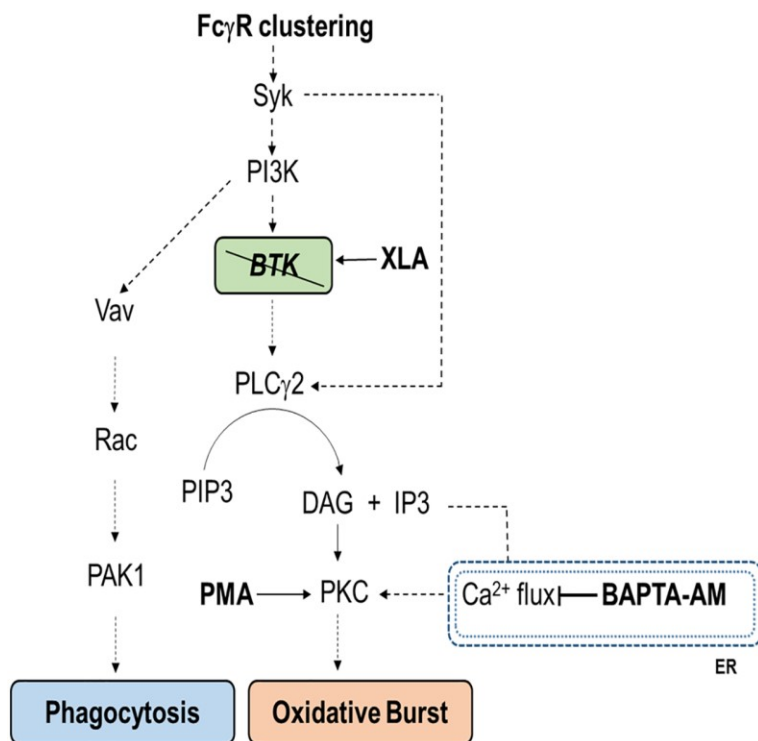 FcγR clustering
Syk
PI3K
BTK
XLA
Vav
PLCγ2
Rac
PIP3
DAG + IP3
PAK1
PMA
PKC
Ca²⁺ flux
BAPTA-AM
ER
Phagocytosis
Oxidative Burst